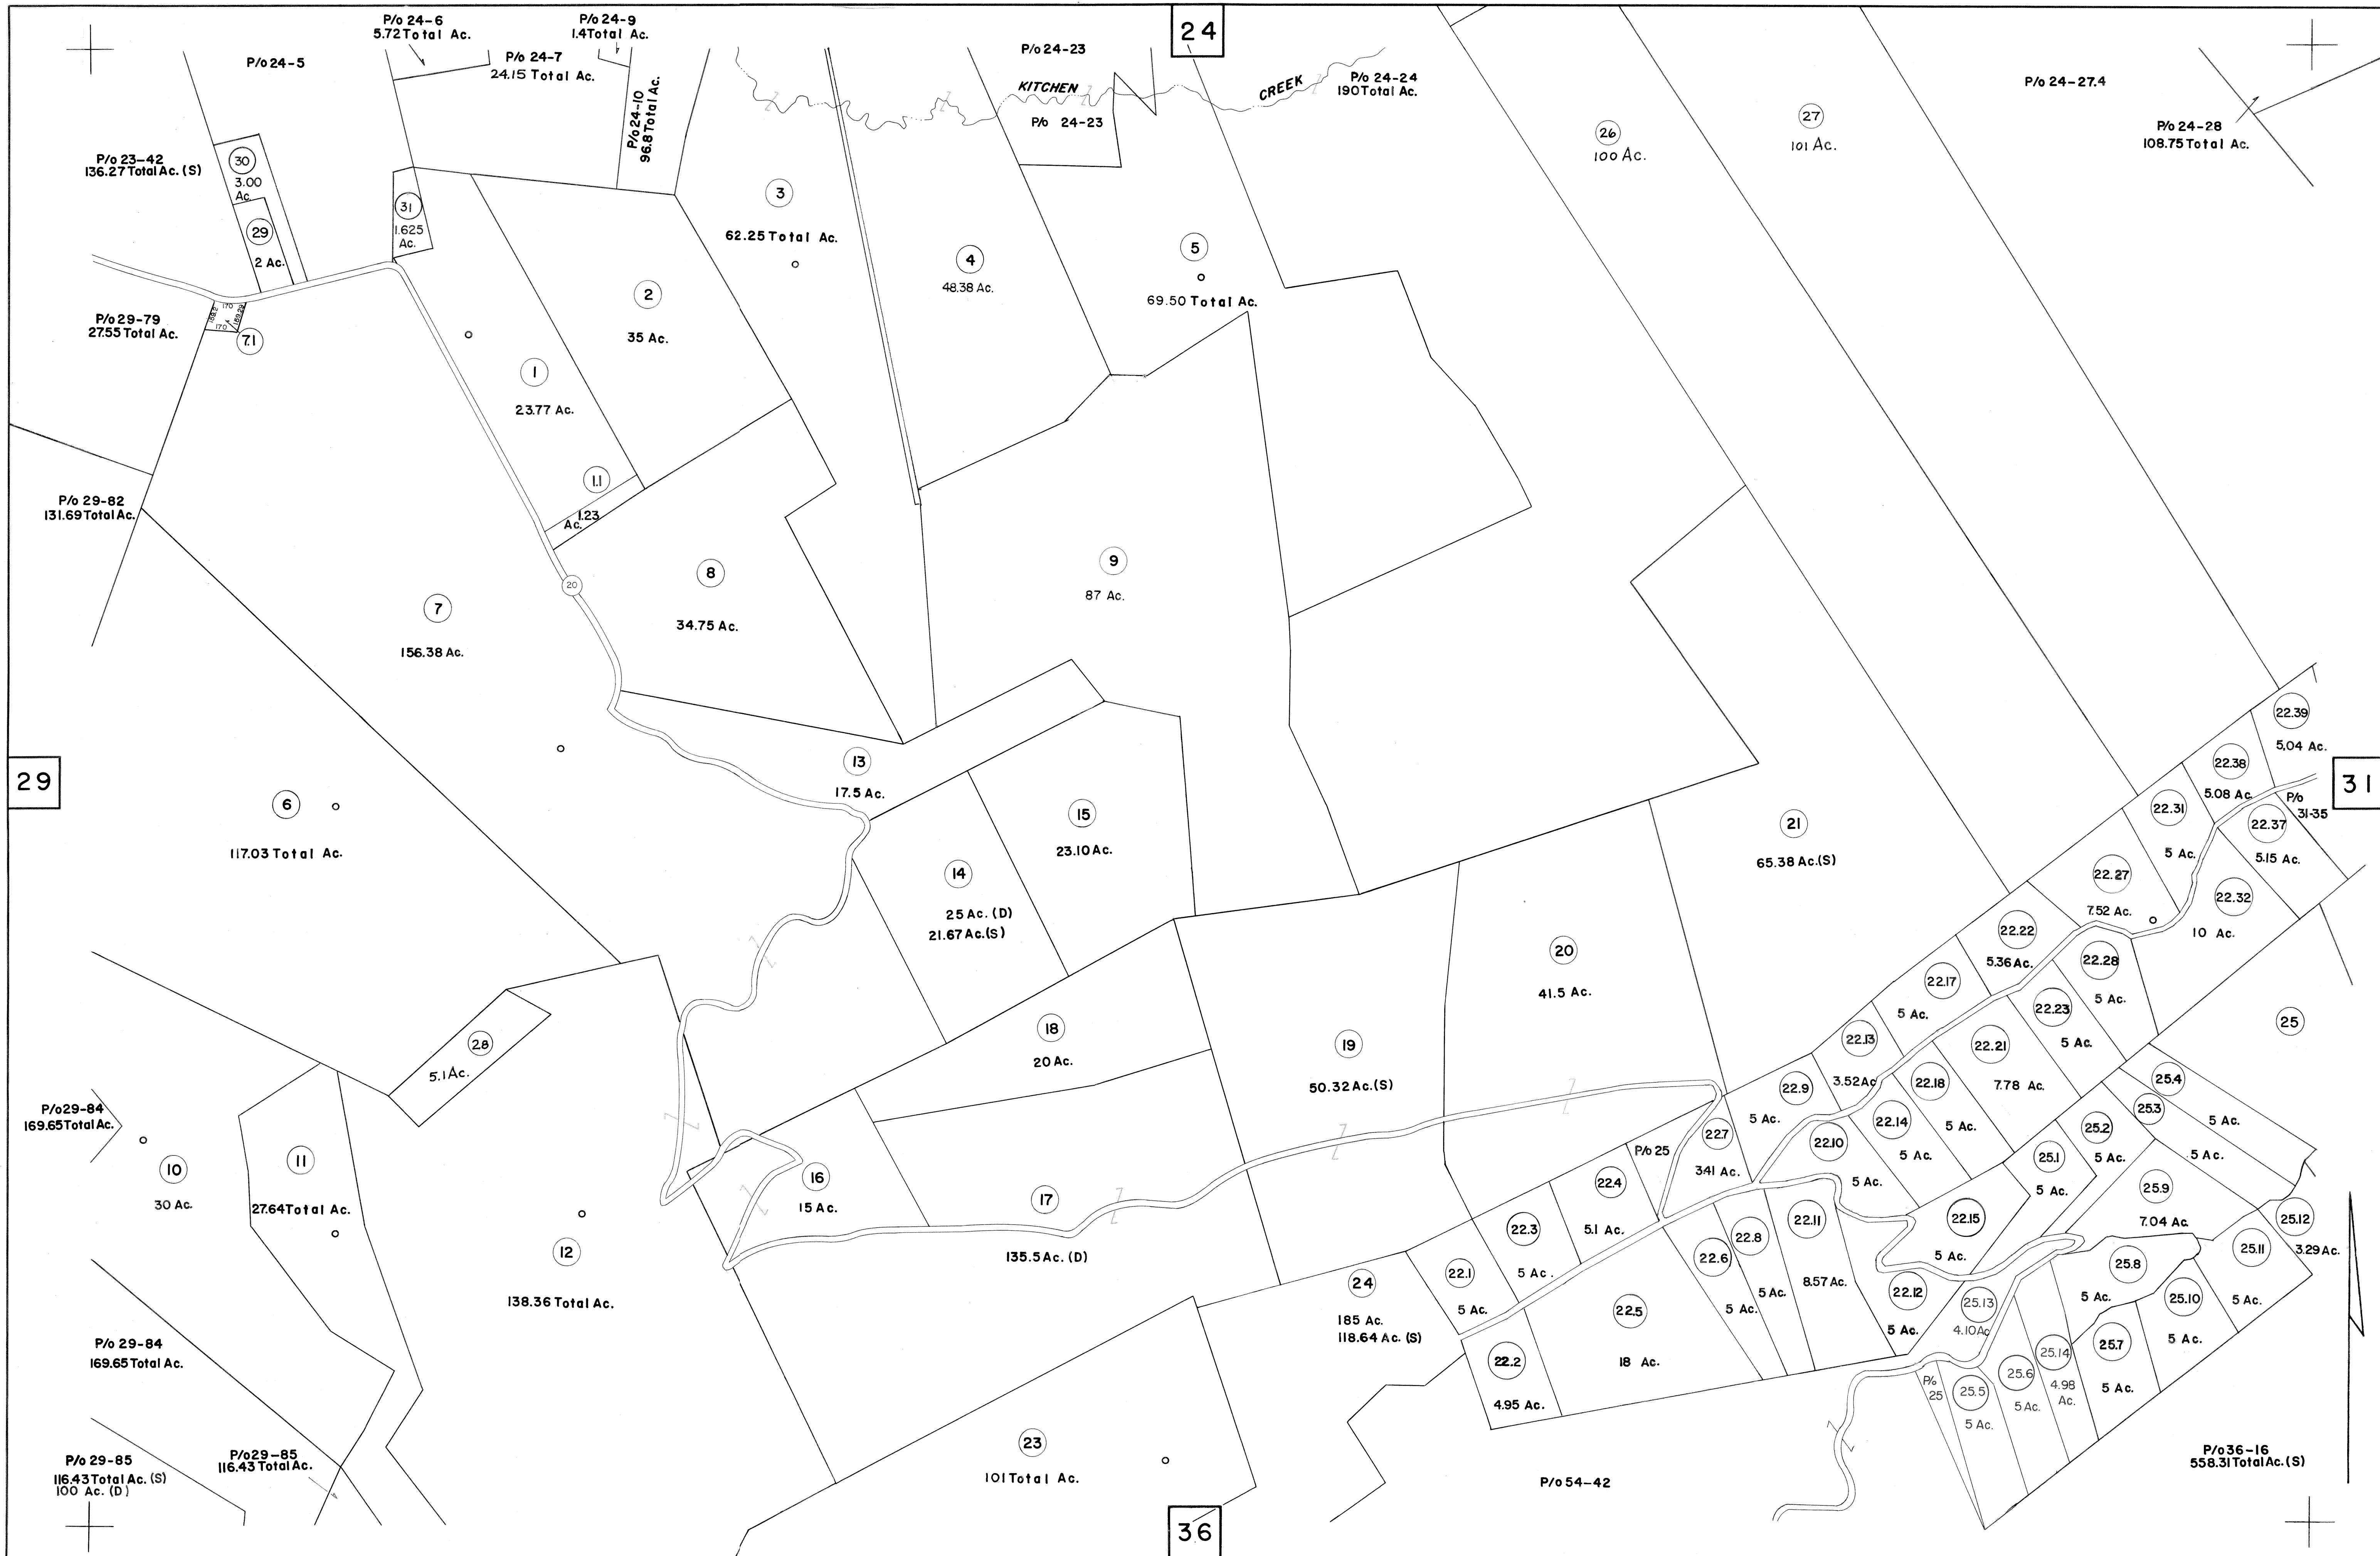 24
P/o 24-6
5.72 Total Ac.
P/o 24-9
1.4 Total Ac.
P/o 24-5
P/o 24-7
24.15 Total Ac.
P/o 24-10
96.8 Total Ac.
P/o 24-23
KITCHEN
CREEK
P/o 24-23
P/o 24-24
190 Total Ac.
P/o 24-27.4
P/o 24-28
108.75 Total Ac.
26
100 Ac.
27
101 Ac.
P/o 23-42
136.27 Total Ac. (S)
30
3.00
Ac.
29
2 Ac.
31
1.625
Ac.
3
62.25 Total Ac.
4
48.38 Ac.
5
69.50 Total Ac.
2
35 Ac.
P/o 29-79
27.55 Total Ac.
170
170
7.1
1
23.77 Ac.
1.1
1.23
Ac.
P/o 29-82
131.69 Total Ac.
20
8
34.75 Ac.
9
87 Ac.
7
156.38 Ac.
29
31
6
117.03 Total Ac.
13
17.5 Ac.
15
23.10 Ac.
14
25 Ac. (D)
21.67 Ac.(S)
21
65.38 Ac.(S)
20
41.5 Ac.
22.39
5.04 Ac.
22.38
5.08 Ac.
P/o
31-35
22.31
5 Ac.
22.37
5.15 Ac.
22.27
7.52 Ac.
22.32
10 Ac.
22.22
5.36 Ac.
22.28
5 Ac.
22.17
5 Ac.
22.23
5 Ac.
25
22.13
3.52 Ac
22.21
7.78 Ac.
18
20 Ac.
19
50.32 Ac.(S)
28
5.1 Ac.
22.9
5 Ac.
22.18
5 Ac.
25.4
5 Ac.
25.3
5 Ac.
22.14
5 Ac.
25.2
5 Ac.
22.7
3.41 Ac.
22.10
5 Ac.
25.1
5 Ac.
P/o 25
P/o 29-84
169.65 Total Ac.
10
30 Ac.
11
27.64 Total Ac.
16
15 Ac.
17
135.5 Ac. (D)
22.4
5.1 Ac.
25.9
7.04 Ac.
25.12
3.29 Ac.
22.3
5 Ac.
22.11
8.57 Ac.
22.15
5 Ac.
22.8
5 Ac.
22.6
5 Ac.
25.11
5 Ac.
25.8
5 Ac.
22.1
5 Ac.
12
138.36 Total Ac.
24
185 Ac.
118.64 Ac. (S)
22.12
5 Ac.
25.13
4.10 Ac
25.10
5 Ac.
22.5
18 Ac.
22.2
4.95 Ac.
25.7
5 Ac.
25.14
4.98
Ac.
25.6
5 Ac.
25.5
5 Ac.
P/o
25
P/o 29-84
169.65 Total Ac.
P/o 29-85
116.43 Total Ac. (S)
100 Ac. (D)
P/o 29-85
116.43 Total Ac.
23
101 Total Ac.
P/o 54-42
P/o 36-16
558.31 Total Ac. (S)
36